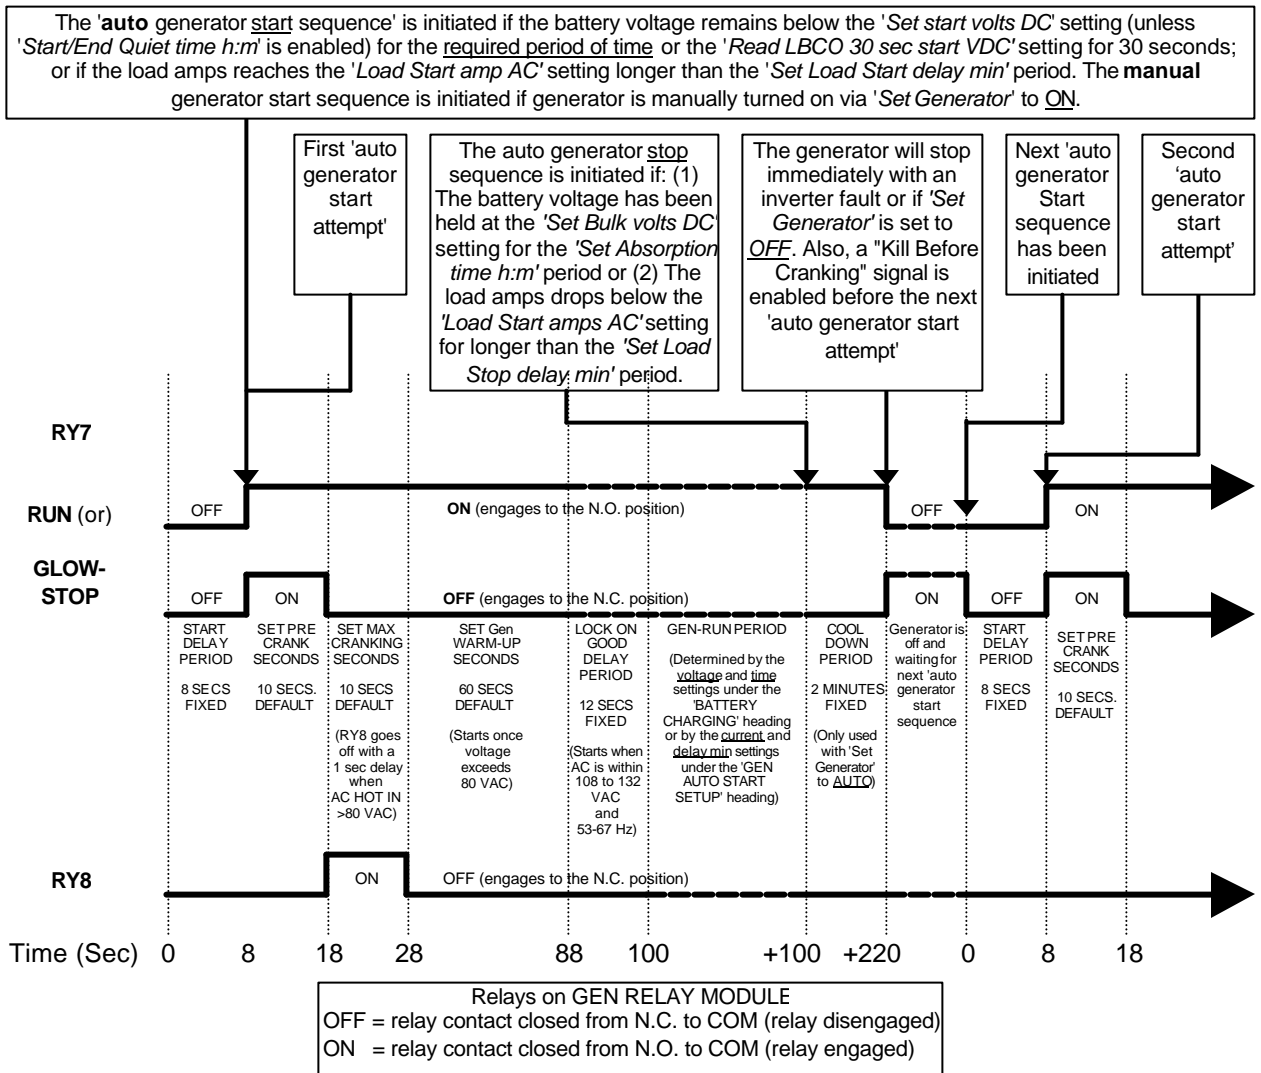 The 'auto generator start sequence' is initiated if the battery voltage remains below the 'Set start volts DC' setting (unless
'Start/End Quiet time h:m' is enabled) for the required period of time or the 'Read LBCO 30 sec start VDC' setting for 30 seconds;
or if the load amps reaches the 'Load Start amp AC' setting longer than the 'Set Load Start delay min' period. The manual
generator start sequence is initiated if generator is manually turned on via 'Set Generator' to ON.
First 'auto
generator
start
attempt'
The auto generator stop
sequence is initiated if: (1)
The battery voltage has been
held at the 'Set Bulk volts DC'
setting for the 'Set Absorption
time h:m' period or (2) The
load amps drops below the
'Load Start amps AC' setting
for longer than the 'Set Load
Stop delay min' period.
The generator will stop
immediately with an
inverter fault or if 'Set
Generator' is set to
OFF. Also, a "Kill Before
Cranking" signal is
enabled before the next
'auto generator start
attempt'
Next 'auto
generator
Start
sequence
has been
initiated
Second
'auto
generator
start
attempt'
RY7
RUN (or)
OFF
ON (engages to the N.O. position)
OFF
ON
GLOW-
STOP
OFF
ON
OFF (engages to the N.C. position)
ON
OFF
ON
START
DELAY
PERIOD
8 SECS
FIXED
SET PRE
CRANK
SECONDS
10 SECS.
DEFAULT
SET MAX
CRANKING
SECONDS
10 SECS
DEFAULT
(RY8 goes
off with a
1 sec delay
when
AC HOT IN
>80 VAC)
SET Gen
WARM-UP
SECONDS
60 SECS
DEFAULT
(Starts once
voltage
exceeds
80 VAC)
LOCK ON
GOOD
DELAY
PERIOD
12 SECS
FIXED
(Starts when
AC is within
108 to 132
VAC
and
53-67 Hz)
GEN-RUN PERIOD
(Determined by the
voltage and time
settings under the
'BATTERY
CHARGING' heading
or by the current and
delay min settings
under the 'GEN
AUTO START
SETUP' heading)
COOL
DOWN
PERIOD
2 MINUTES
FIXED
(Only used
with 'Set
Generator'
to AUTO)
Generator is
off and
waiting for
next 'auto
generator
start
sequence
START
DELAY
PERIOD
8 SECS
FIXED
SET PRE
CRANK
SECONDS
10 SECS.
DEFAULT
RY8
ON
OFF (engages to the N.C. position)
Time (Sec) 0 8 18 28 88 100 +100 +220 0 8 18
Relays on GEN RELAY MODULE
OFF = relay contact closed from N.C. to COM (relay disengaged)
ON = relay contact closed from N.O. to COM (relay engaged)